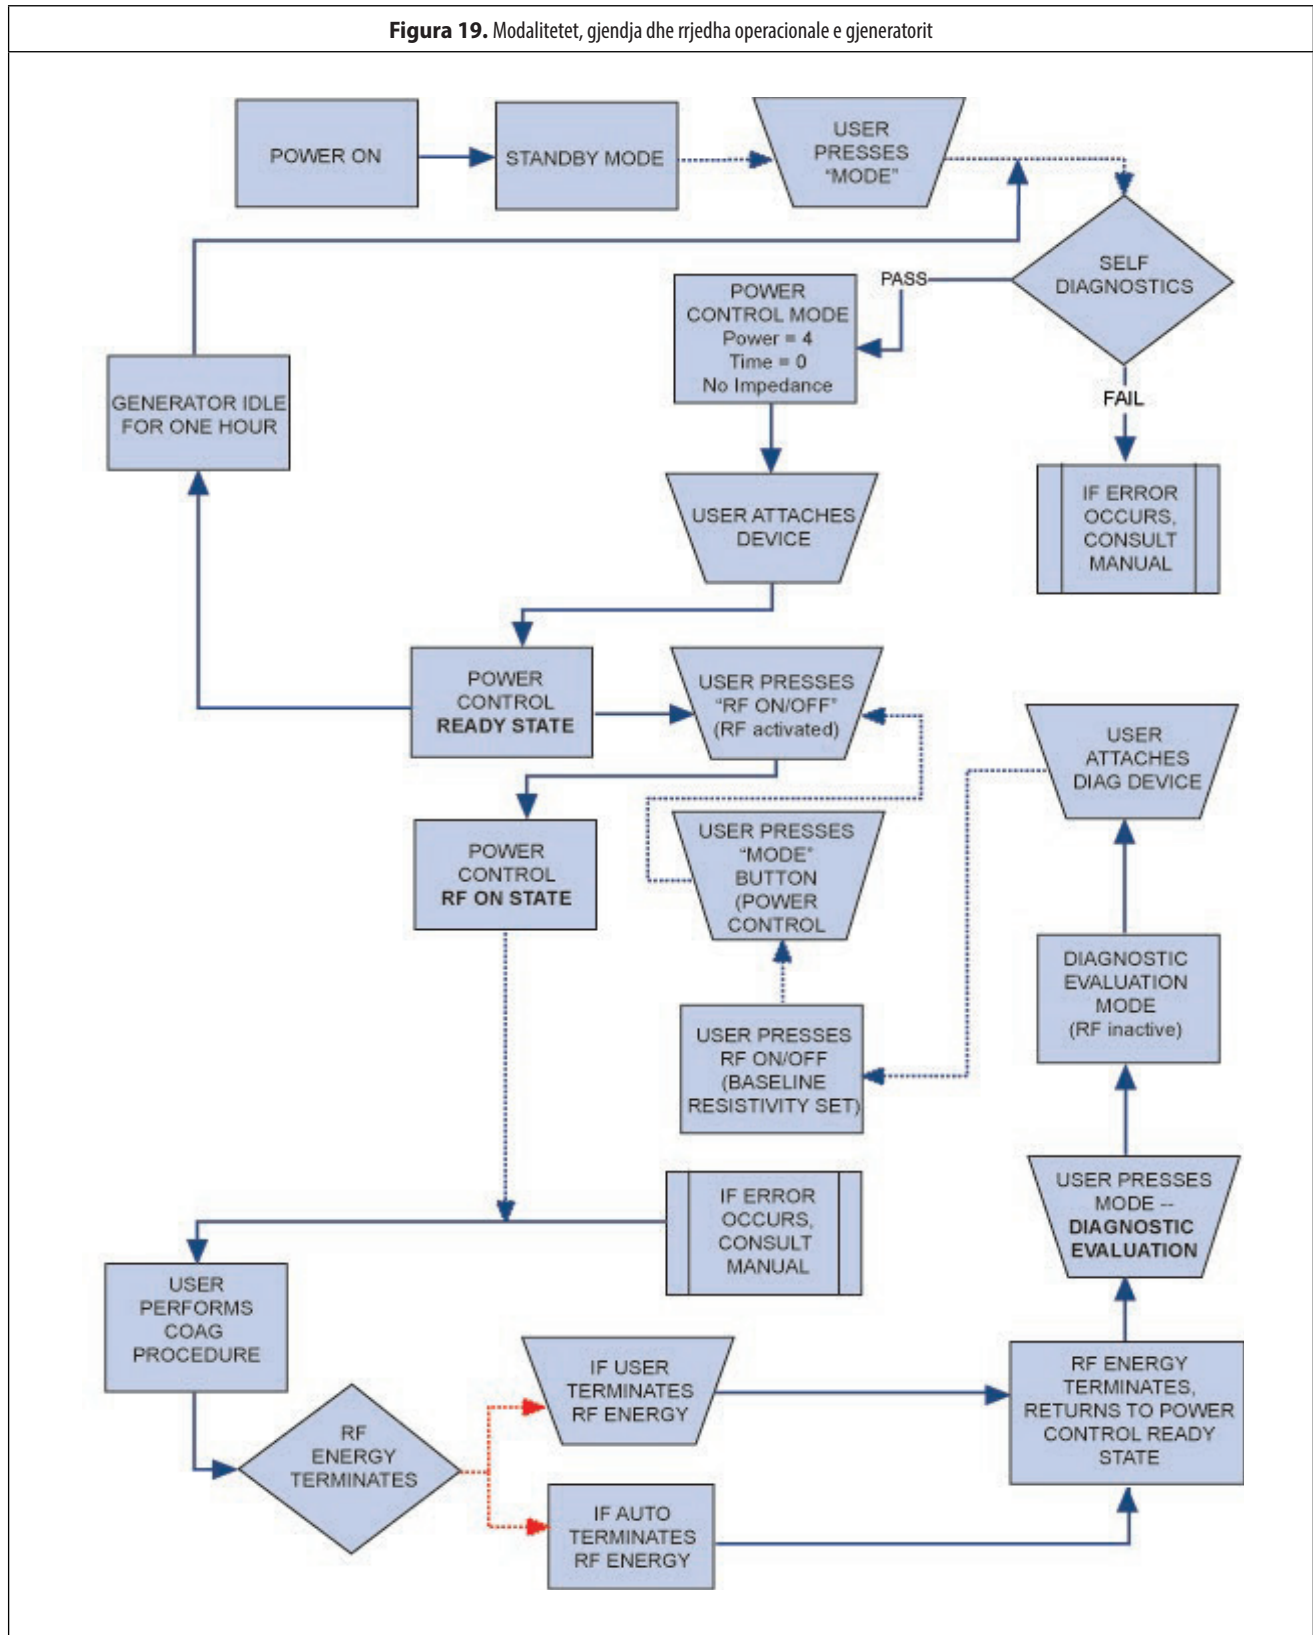 Figura 19. Modalitetet, gjendja dhe rrjedha operacionale e gjeneratorit
POWER ON
STANDBY MODE
USER
PRESSES
“MODE”
SELF
DIAGNOSTICS
PASS
POWER
CONTROL MODE
Power = 4
Time = 0
No Impedance
GENERATOR IDLE
FOR ONE HOUR
FAIL
IF ERROR
OCCURS,
CONSULT
MANUAL
USER ATTACHES
DEVICE
POWER
CONTROL
READY STATE
USER PRESSES
“RF ON/OFF”
(RF activated)
USER
ATTACHES
DIAG DEVICE
POWER
CONTROL
RF ON STATE
USER PRESSES
“MODE”
BUTTON
(POWER
CONTROL
DIAGNOSTIC
EVALUATION
MODE
(RF inactive)
USER PRESSES
RF ON/OFF
(BASELINE
RESISTIVITY SET)
USER PRESSES
MODE --
DIAGNOSTIC
EVALUATION
IF ERROR
OCCURS,
CONSULT
MANUAL
USER
PERFORMS
COAG
PROCEDURE
RF
ENERGY
TERMINATES
IF USER
TERMINATES
RF ENERGY
RF ENERGY
TERMINATES,
RETURNS TO POWER
CONTROL READY
STATE
IF AUTO
TERMINATES
RF ENERGY